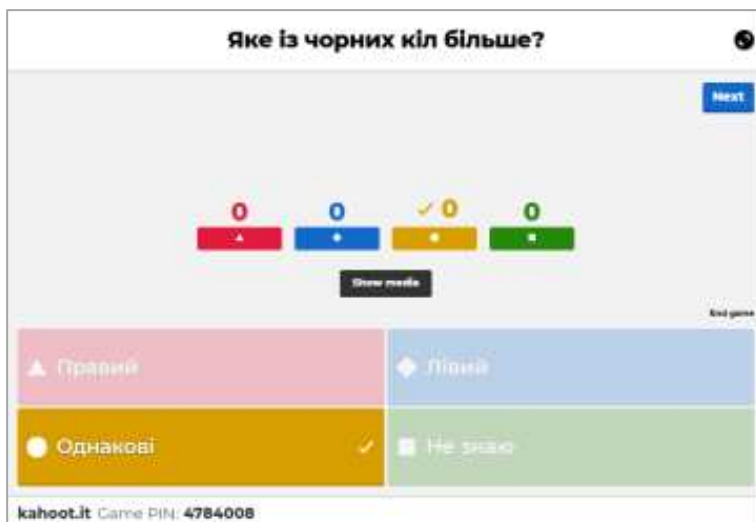 Яке із чорних кіл більше?
Next
0 0 0 0
Show media
End game
Правий
Лівий
Однакові
Не знаю
kahoot.it Game PIN: 4784008